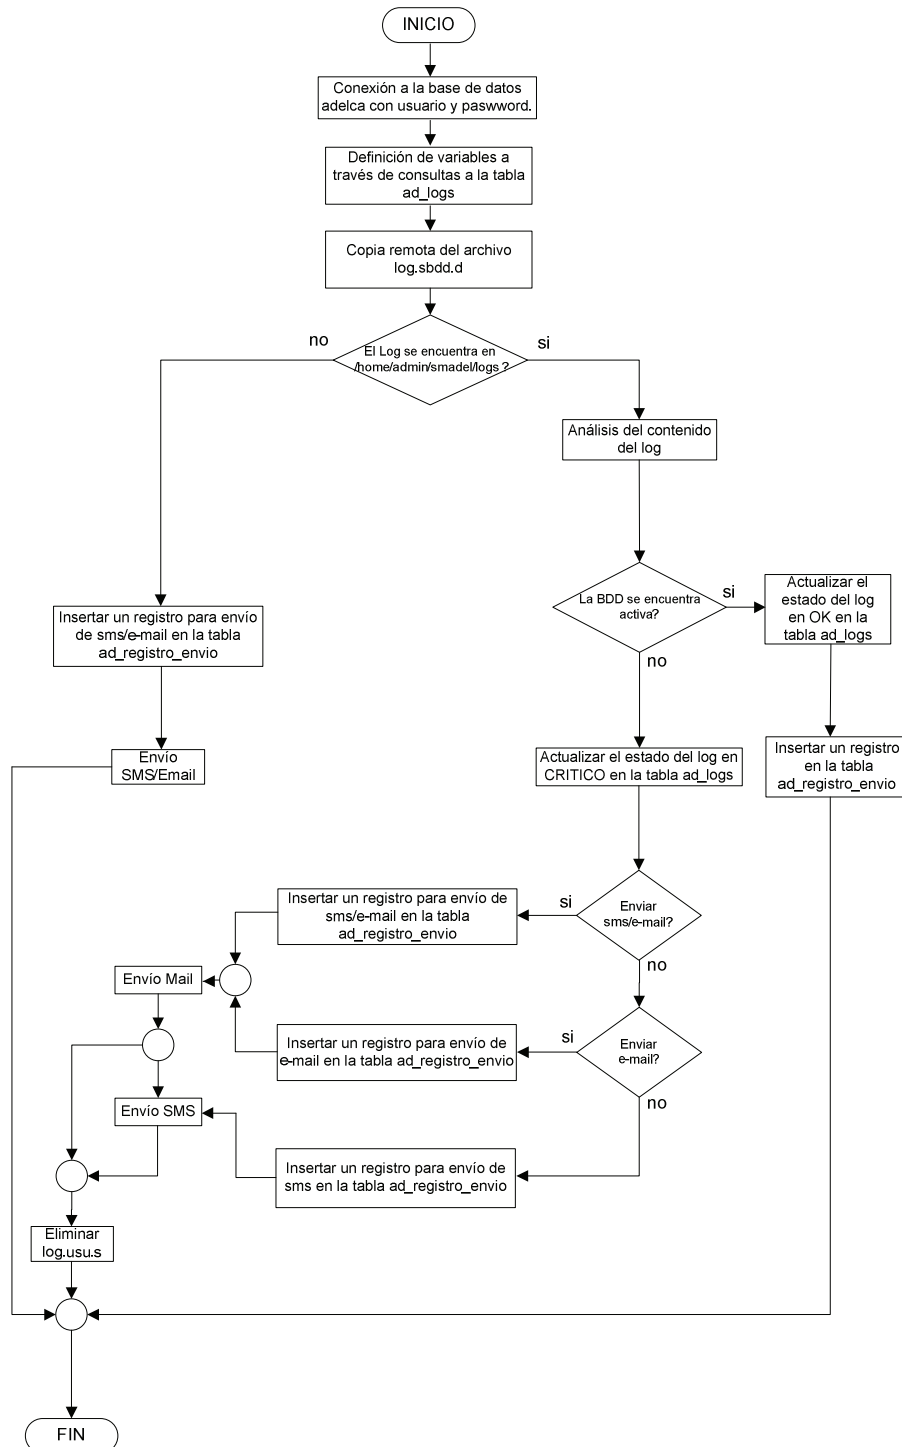 INICIO
Conexión a la base de datos
adelca con usuario y paswword.
Definición de variables a
través de consultas a la tabla
ad_logs
Copia remota del archivo
log.sbdd.d
no
si
El Log se encuentra en
/home/admin/smadel/logs ?
Análisis del contenido
del log
La BDD se encuentra
activa?
si
no
Actualizar el
estado del log
en OK en la
tabla ad_logs
Insertar un registro para envío
de sms/e-mail en la tabla
ad_registro_envio
Envío
SMS/Email
Actualizar el estado del log en
CRITICO en la tabla ad_logs
Insertar un registro
en la tabla
ad_registro_envio
Insertar un registro para envío de
sms/e-mail en la tabla
ad_registro_envio
si
Enviar
sms/e-mail?
no
Envío Mail
Insertar un registro para envío de
e-mail en la tabla ad_registro_envio
si
Enviar
e-mail?
no
Envío SMS
Insertar un registro para envío de
sms en la tabla ad_registro_envio
Eliminar
log.usu.s
FIN